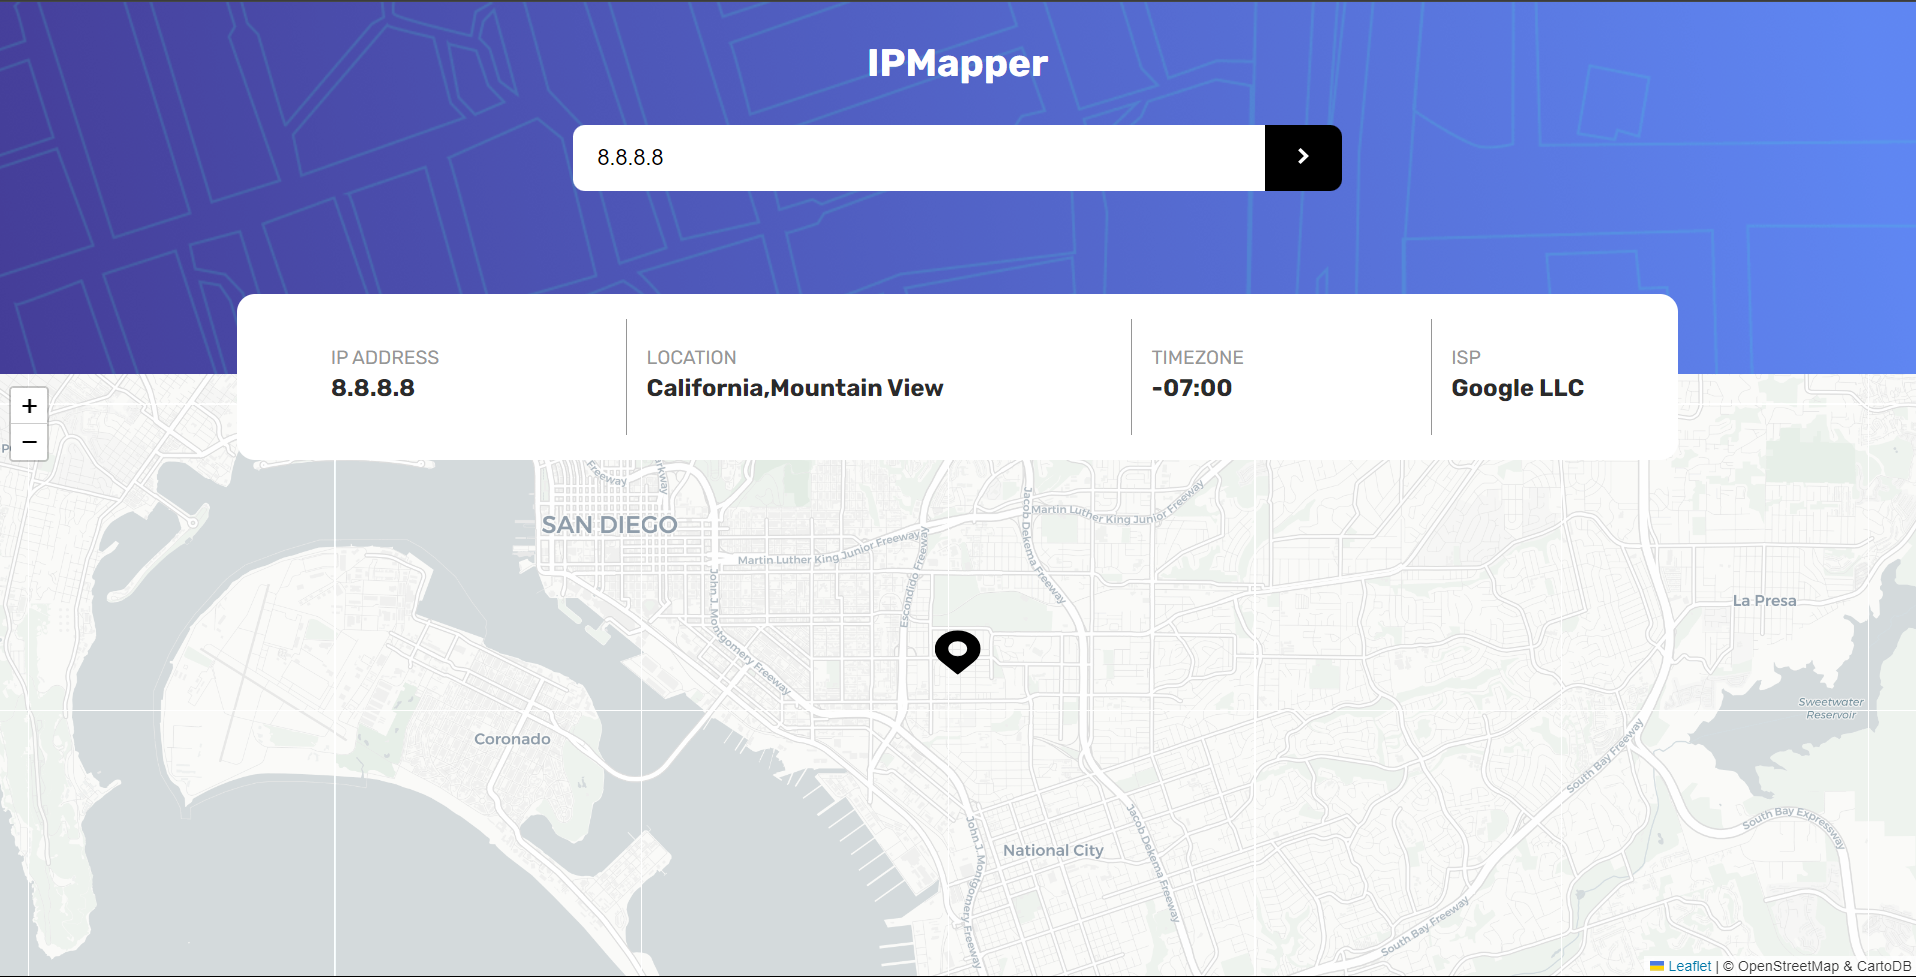 IPMapper
8.8.8.8
IP ADDRESS
8.8.8.8
LOCATION
California,Mountain View
TIMEZONE
-07:00
ISP
Google LLC
+
−
Freeway
SAN DIEGO
Martin Luther King Junior Freeway
Martin Luther King Junior Freeway
Escondido Freeway
Jacob Dekema Freeway
John J. Montgomery Freeway
La Presa
Sweetwater
Reservoir
Coronado
South Bay Freeway
South Bay Expressway
National City
Jacob Dekema Freeway
John J. Montgomery Freeway
South Bay Freeway
Leaflet | © OpenStreetMap & CartoDB